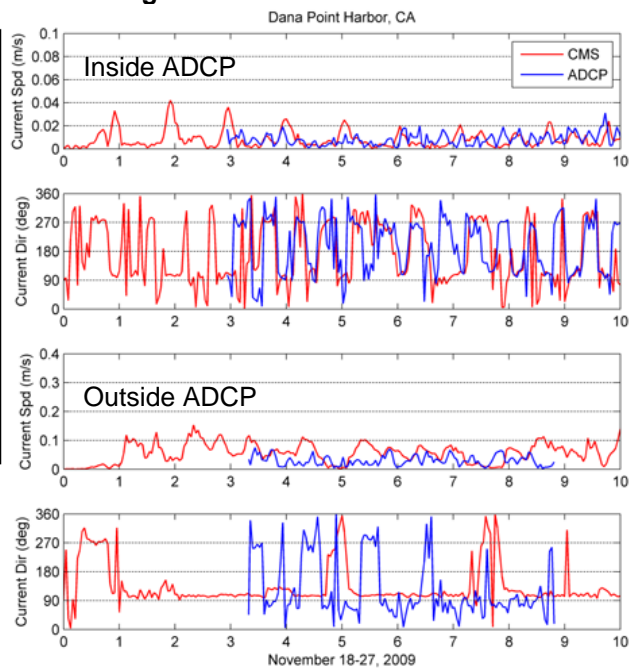 Dana Point Harbor, CA
Current Spd (m/s)
0.1
0.08
0.06
0.04
0.02
0
Inside ADCP
CMS
ADCP
0 1 2 3 4 5 6 7 8 9 10
Current Dir (deg)
360
270
180
90
0
0 1 2 3 4 5 6 7 8 9 10
Current Spd (m/s)
0.4
0.3
0.2
0.1
0
Outside ADCP
0 1 2 3 4 5 6 7 8 9 10
Current Dir (deg)
360
270
180
90
0
0 1 2 3 4 5 6 7 8 9 10
November 18-27, 2009